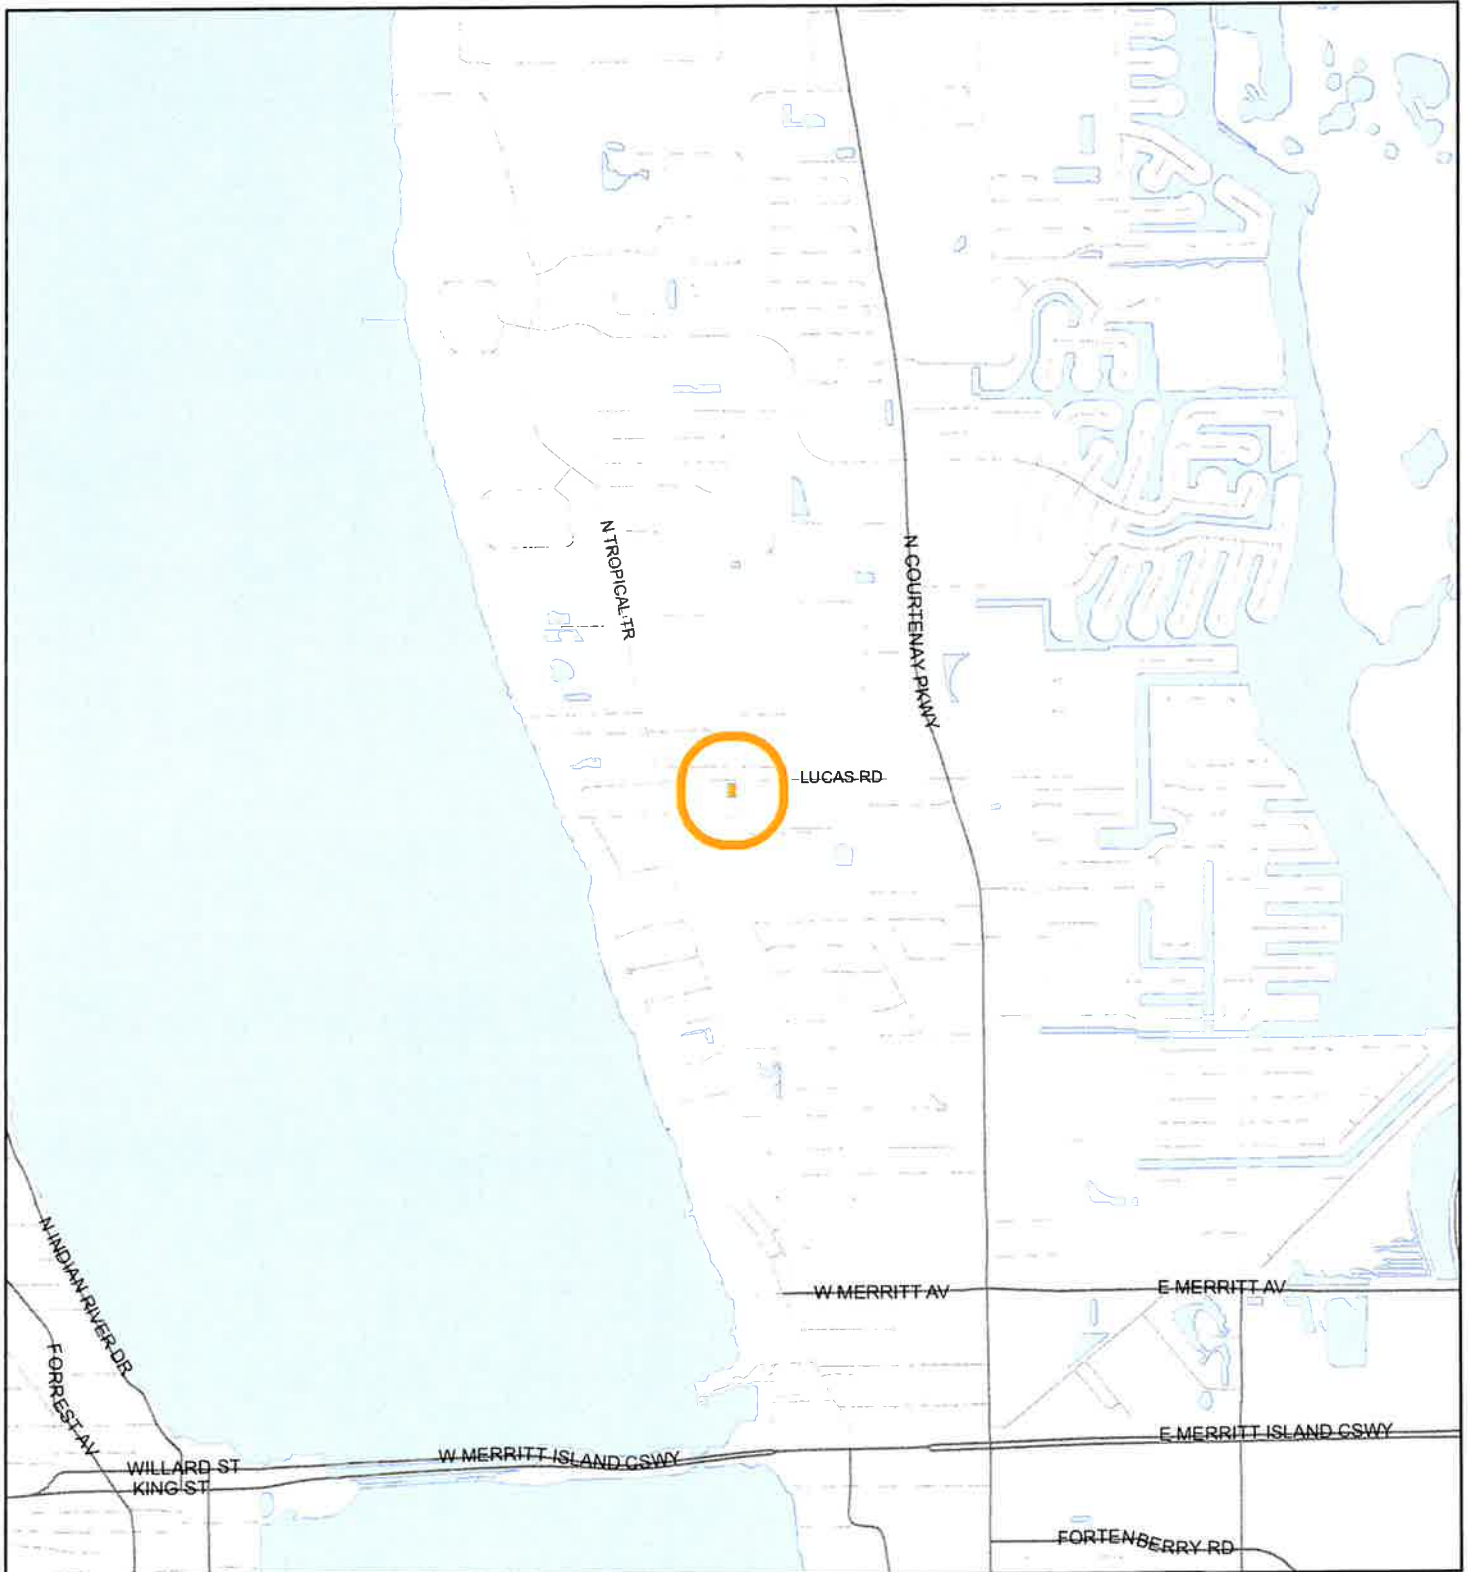 N TROPICAL TR
N COURTENAY PKWY
LUCAS RD
W MERRITT AV
E MERRITT AV
N INDIAN RIVER DR
FORREST AV
E MERRITT ISLAND CSWY
W MERRITT ISLAND CSWY
WILLARD ST
KING ST
FORTENBERRY RD